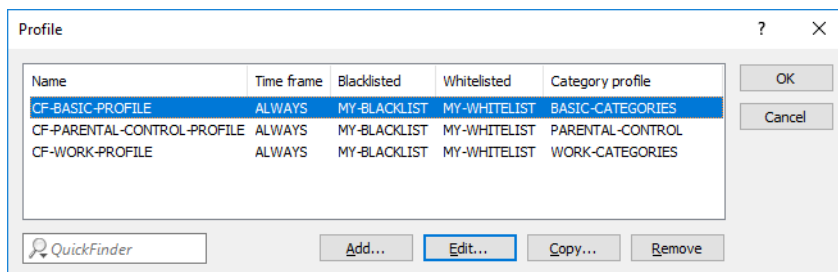 Profile ?
Name Time frame Blacklisted Whitelisted Category profile
CF-BASIC-PROFILE ALWAYS MY-BLACKLIST MY-WHITELIST BASIC-CATEGORIES
CF-PARENTAL-CONTROL-PROFILE ALWAYS MY-BLACKLIST MY-WHITELIST PARENTAL-CONTROL
CF-WORK-PROFILE ALWAYS MY-BLACKLIST MY-WHITELIST WORK-CATEGORIES
OK
Cancel
QuickFinder Add... Edit... Copy... Remove